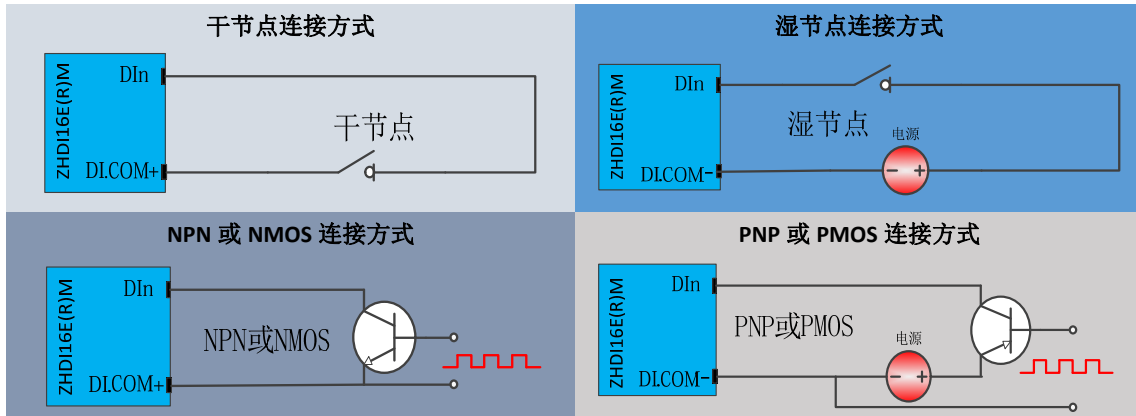 干节点连接方式
ZHDI16E(R)M
DIn
干节点
DI.COM+
湿节点连接方式
ZHDI16E(R)M
DIn
湿节点
电源
DI.COM-
- +
NPN 或 NMOS 连接方式
ZHDI16E(R)M
DIn
NPN或NMOS
DI.COM+
PNP 或 PMOS 连接方式
ZHDI16E(R)M
DIn
PNP或PMOS
电源
DI.COM-
- +